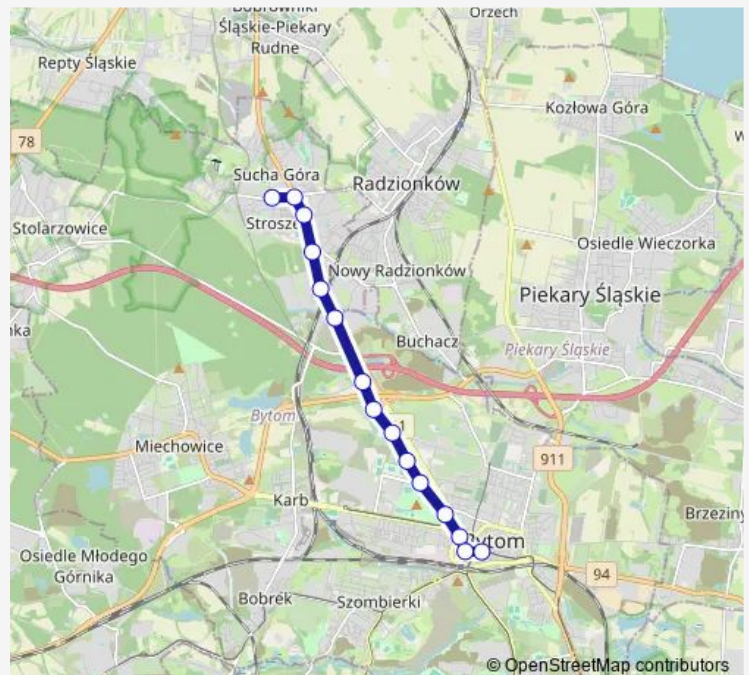 Orzech
Bobrowniki
Śląskie-Piekary
Rudne
Repty Śląskie
Kozłowa Góra
78
Sucha Góra
Radzionków
Stolarzowice
Osiedle Wieczorka
Nowy Radzionków
Piekary Śląskie
Buchacz
Piekary Śląskie
Bytom
Miechowice
911
Karb
Bytom
Brzeziny
Osiedle Młodego
Górnika
94
Bobrek
Szombierki
© OpenStreetMap contributors